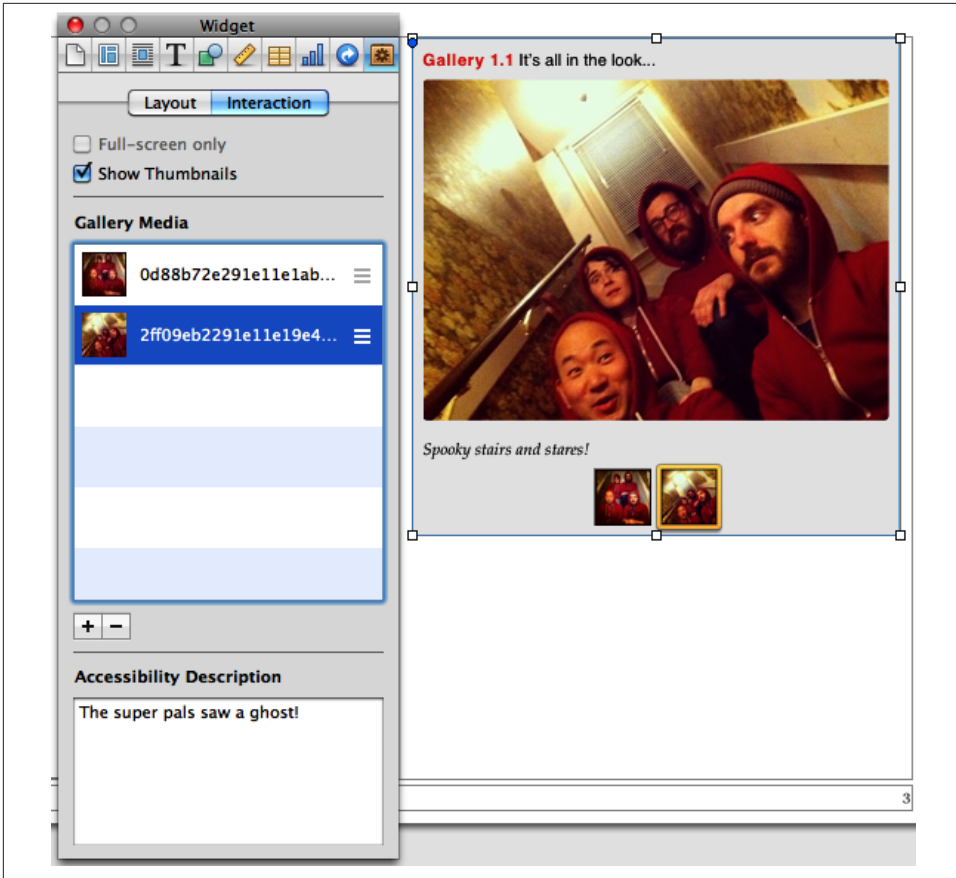 Widget
T
Layout Interaction
Full-screen only
Show Thumbnails
Gallery Media
0d88b72e291e11e1ab...
2ff09eb2291e11e19e4...
+ −
Accessibility Description
The super pals saw a ghost!
Gallery 1.1 It's all in the look...
Spooky stairs and stares!
3